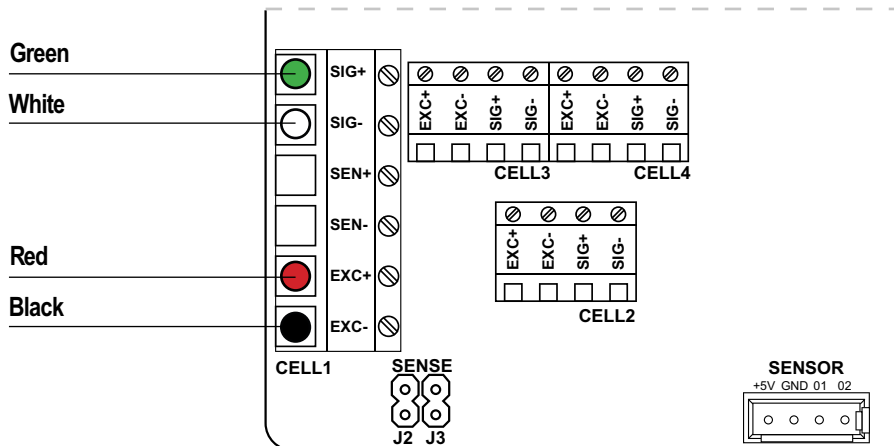 Green
White
Red
Black
SIG+
SIG-
SEN+
SEN-
EXC+
EXC-
CELL1
EXC+
EXC-
SIG+
SIG-
EXC+
EXC-
SIG+
SIG-
CELL3
CELL4
EXC+
EXC-
SIG+
SIG-
CELL2
SENSE
J2 J3
SENSOR
+5V GND 01 02